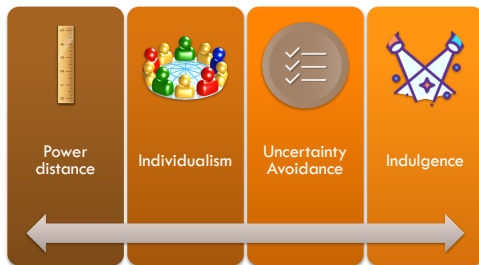 Power
distance
Individualism
Uncertainty
Avoidance
Indulgence